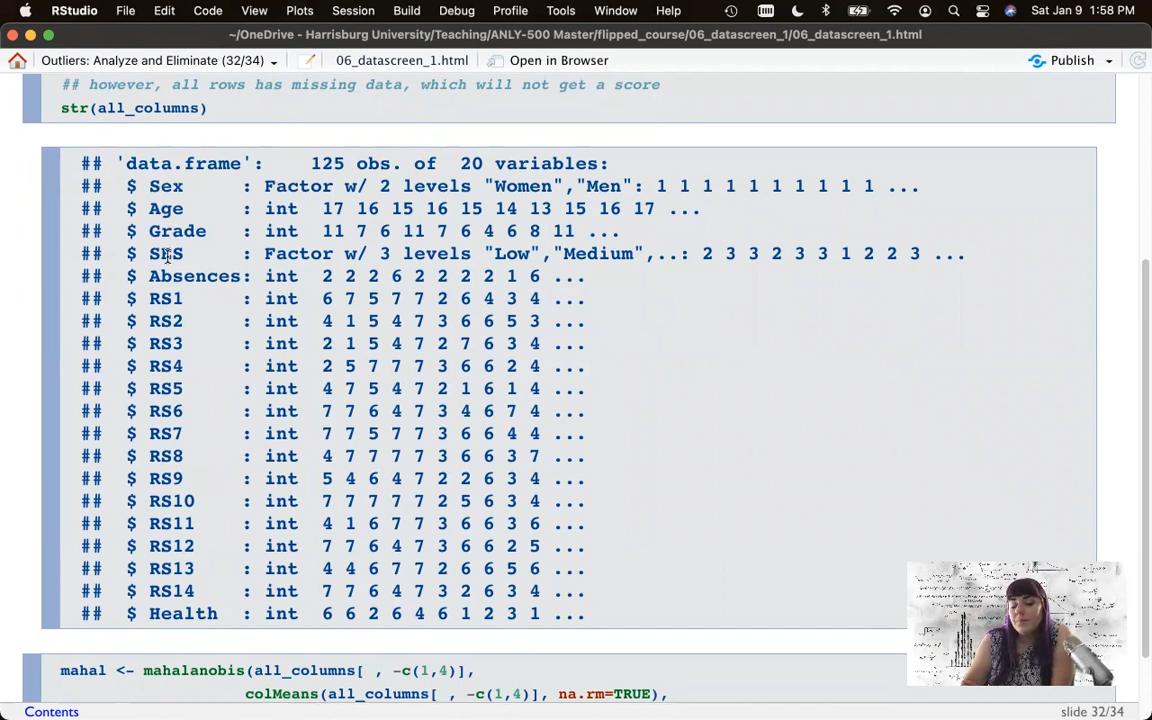 RStudio File Edit Code View Plots Session Build Debug Profile Tools Window Help Sat Jan 9 1:58 PM
~/OneDrive - Harrisburg University/Teaching/ANLY-500 Master/flipped_course/06_datascreen_1/06_datascreen_1.html
Outliers: Analyze and Eliminate (32/34) 06_datascreen_1.html Open in Browser Publish
## however, all rows has missing data, which will not get a score
str(all_columns)
## 'data.frame': 125 obs. of 20 variables:
## $ Sex : Factor w/ 2 levels "Women","Men": 1 1 1 1 1 1 1 1 1 1 ...
## $ Age : int 17 16 15 16 15 14 13 15 16 17 ...
## $ Grade : int 11 7 6 11 7 6 4 6 8 11 ...
## $ SES : Factor w/ 3 levels "Low","Medium",..: 2 3 3 2 3 3 1 2 2 3 ...
## $ Absences: int 2 2 2 6 2 2 2 2 1 6 ...
## $ RS1 : int 6 7 5 7 7 2 6 4 3 4 ...
## $ RS2 : int 4 1 5 4 7 3 6 6 5 3 ...
## $ RS3 : int 2 1 5 4 7 2 7 6 3 4 ...
## $ RS4 : int 2 5 7 7 7 3 6 6 2 4 ...
## $ RS5 : int 4 7 5 4 7 2 1 6 1 4 ...
## $ RS6 : int 7 7 6 4 7 3 4 6 7 4 ...
## $ RS7 : int 7 7 5 7 7 3 6 6 4 4 ...
## $ RS8 : int 4 7 7 7 7 3 6 6 3 7 ...
## $ RS9 : int 5 4 6 4 7 2 2 6 3 4 ...
## $ RS10 : int 7 7 7 7 7 2 5 6 3 4 ...
## $ RS11 : int 4 1 6 7 7 3 6 6 3 6 ...
## $ RS12 : int 7 7 6 4 7 3 6 6 2 5 ...
## $ RS13 : int 4 4 6 7 7 2 6 6 5 6 ...
## $ RS14 : int 7 7 6 4 7 3 2 6 3 4 ...
## $ Health : int 6 6 2 6 4 6 1 2 3 1 ...
mahal <- mahalanobis(all_columns[ , -c(1,4)],
colMeans(all_columns[ , -c(1,4)], na.rm=TRUE),
Contents slide 32/34